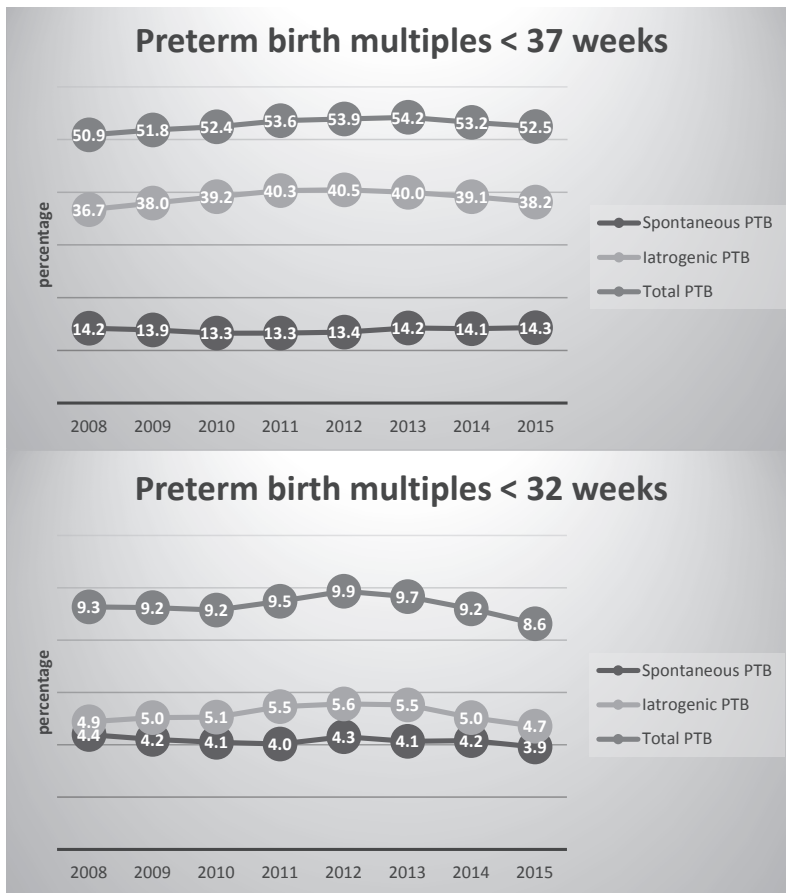 Preterm birth multiples < 37 weeks
50.9 51.8 52.4 53.6 53.9 54.2 53.2 52.5
36.7 38.0 39.2 40.3 40.5 40.0 39.1 38.2
14.2 13.9 13.3 13.3 13.4 14.2 14.1 14.3
percentage
2008 2009 2010 2011 2012 2013 2014 2015
Spontaneous PTB
Iatrogenic PTB
Total PTB
Preterm birth multiples < 32 weeks
9.3 9.2 9.2 9.5 9.9 9.7 9.2 8.6
4.9 5.0 5.1 5.5 5.6 5.5 5.0 4.7
4.4 4.2 4.1 4.0 4.3 4.1 4.2 3.9
percentage
2008 2009 2010 2011 2012 2013 2014 2015
Spontaneous PTB
Iatrogenic PTB
Total PTB